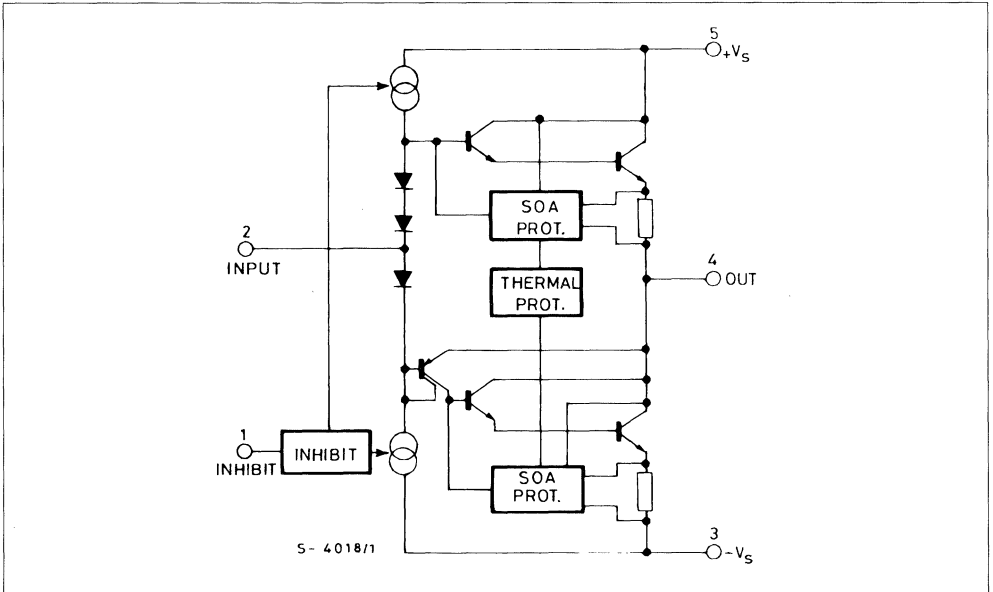 5
+Vs
SOA
PROT.
2
INPUT
4
OUT
THERMAL
PROT.
1
INHIBIT
INHIBIT
SOA
PROT.
S- 4018/1
3
-Vs